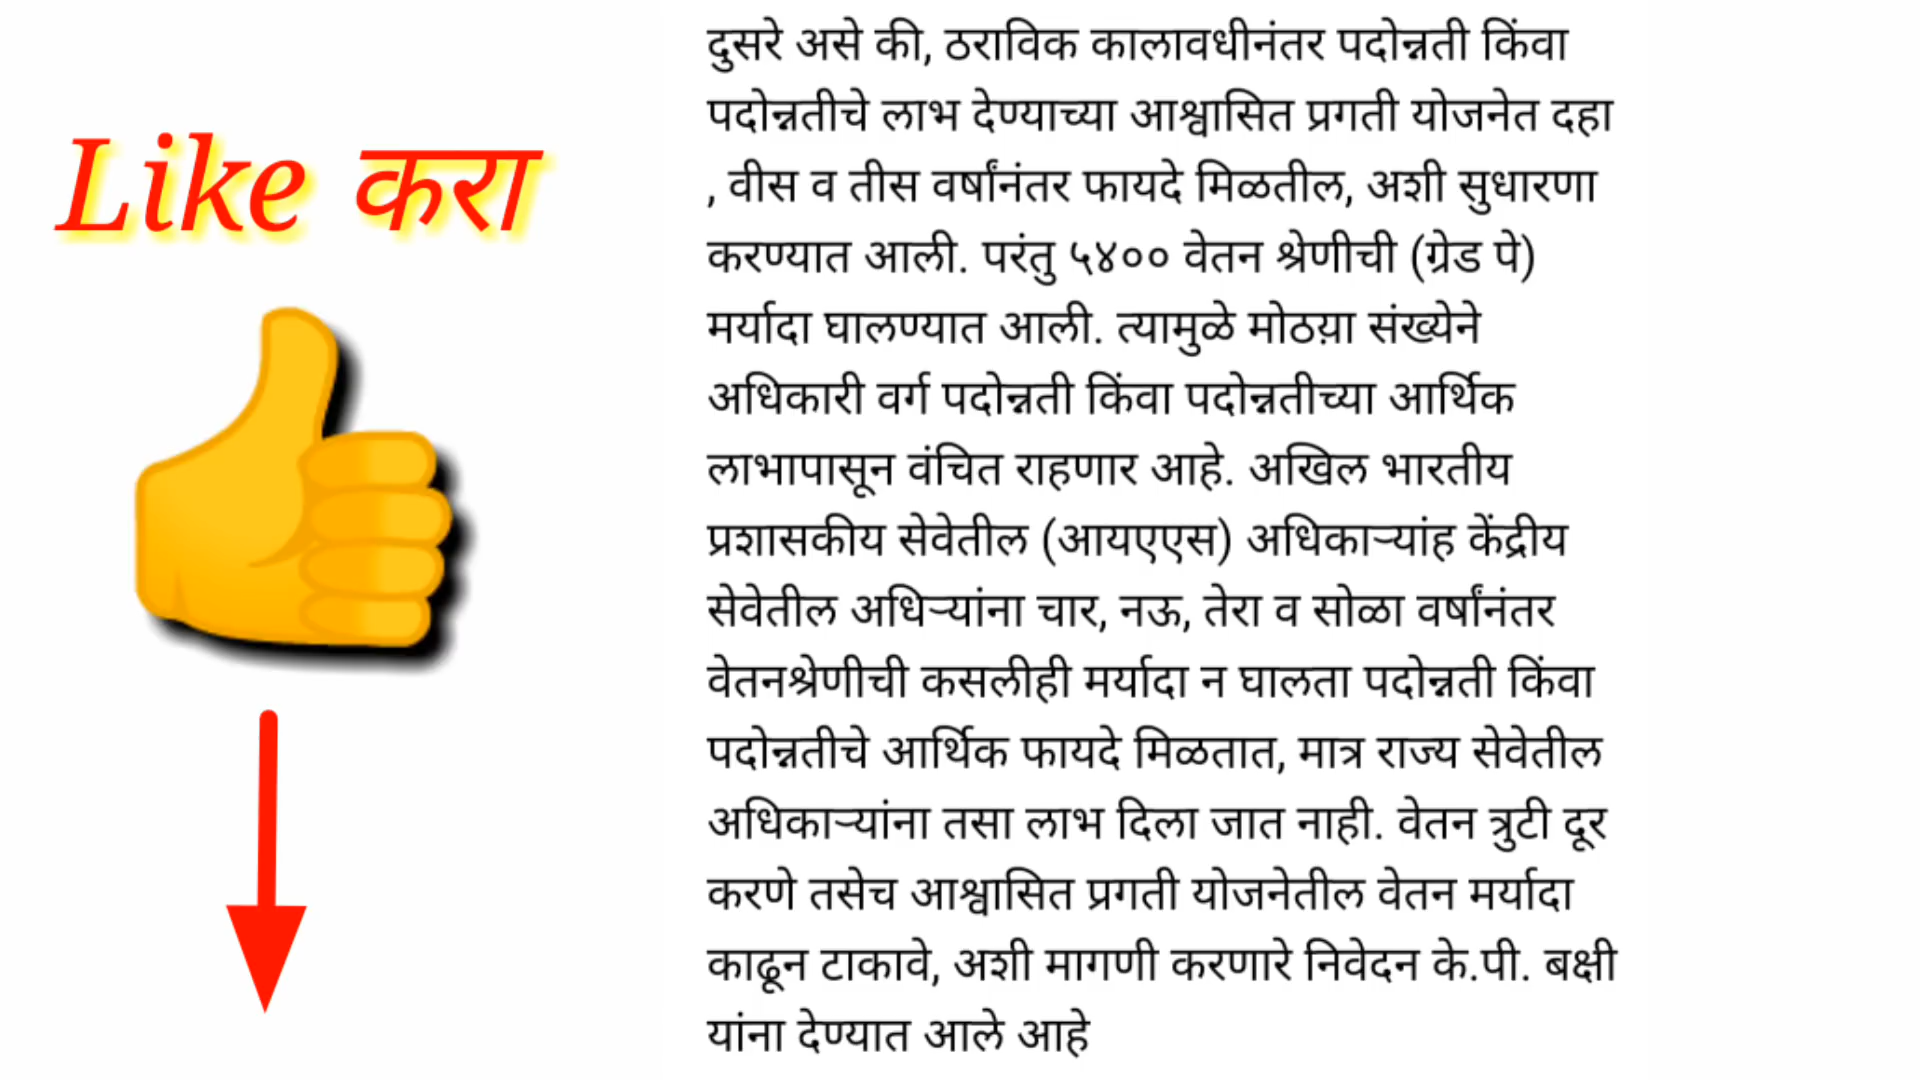 Like करा
दुसरे असे की, ठराविक कालावधीनंतर पदोन्नती किंवा
पदोन्नतीचे लाभ देण्याच्या आश्वासित प्रगती योजनेत दहा
, वीस व तीस वर्षांनंतर फायदे मिळतील, अशी सुधारणा
करण्यात आली. परंतु ५४०० वेतन श्रेणीची (ग्रेड पे)
मर्यादा घालण्यात आली. त्यामुळे मोठय़ा संख्येने
अधिकारी वर्ग पदोन्नती किंवा पदोन्नतीच्या आर्थिक
लाभापासून वंचित राहणार आहे. अखिल भारतीय
प्रशासकीय सेवेतील (आयएएस) अधिकाऱ्यांह केंद्रीय
सेवेतील अधिऱ्यांना चार, नऊ, तेरा व सोळा वर्षांनंतर
वेतनश्रेणीची कसलीही मर्यादा न घालता पदोन्नती किंवा
पदोन्नतीचे आर्थिक फायदे मिळतात, मात्र राज्य सेवेतील
अधिकाऱ्यांना तसा लाभ दिला जात नाही. वेतन त्रुटी दूर
करणे तसेच आश्वासित प्रगती योजनेतील वेतन मर्यादा
काढून टाकावे, अशी मागणी करणारे निवेदन के.पी. बक्षी
यांना देण्यात आले आहे